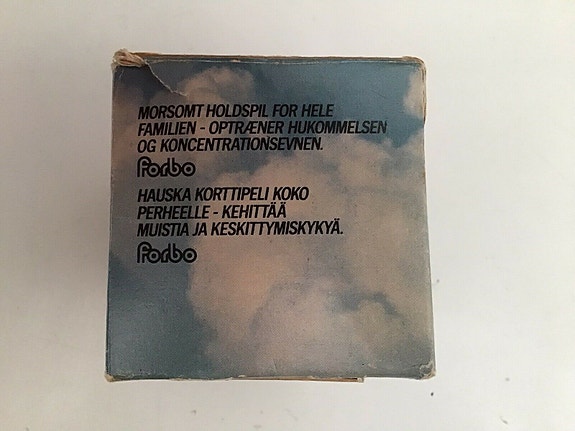 MORSOMT HOLDSPIL FOR HELE
FAMILIEN - OPTRÆNER HUKOMMELSEN
OG KONCENTRATIONSEVNEN.
forbo
HAUSKA KORTTIPELI KOKO
PERHEELLE - KEHITTÄÄ
MUISTIA JA KESKITTYMISKYKYÄ.
forbo